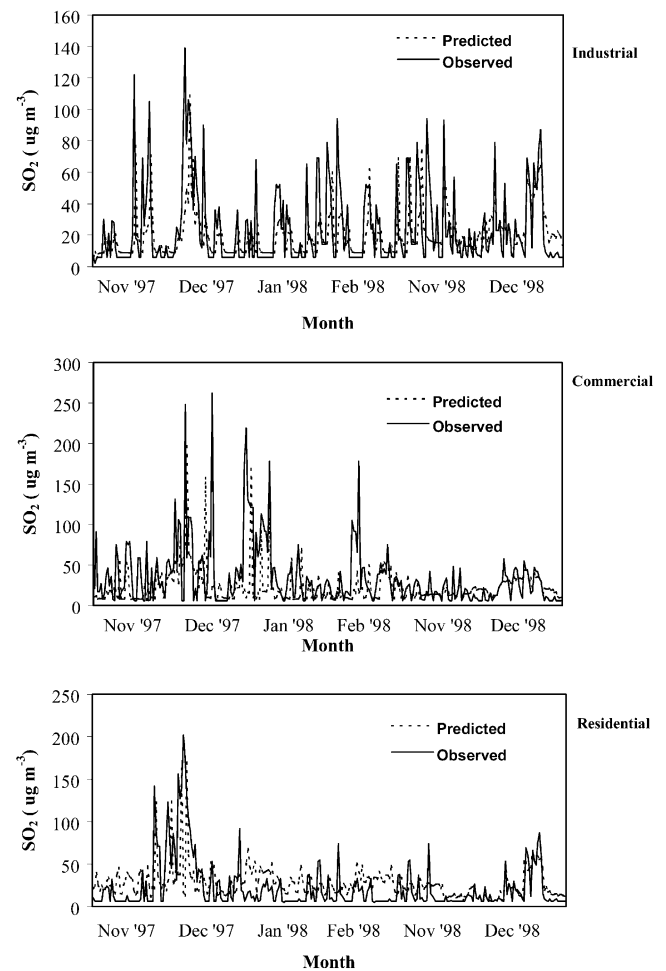 160
140
120
100
80
60
40
20
0
SO2 ( ug m-3)
Predicted
Observed
Industrial
Nov '97 Dec '97 Jan '98 Feb '98 Nov '98 Dec '98
Month
300
250
200
150
100
50
0
SO2 ( ug m-3)
Predicted
Observed
Commercial
Nov '97 Dec '97 Jan '98 Feb '98 Nov '98 Dec '98
Month
250
200
150
100
50
0
SO2 ( ug m-3)
Predicted
Observed
Residential
Nov '97 Dec '97 Jan '98 Feb '98 Nov '98 Dec '98
Month